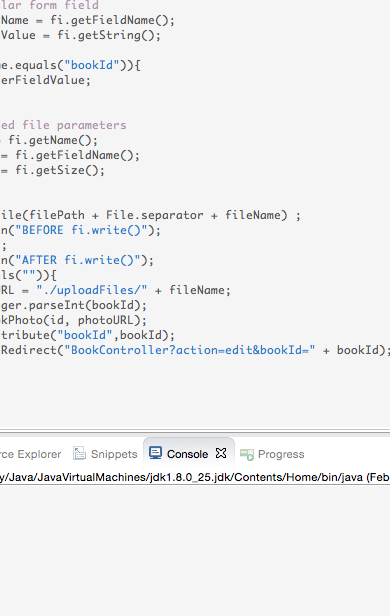 lar form field
Name = fi.getFieldName();
Value = fi.getString();
e.equals("bookId")){
erFieldValue;
ed file parameters
fi.getName();
= fi.getFieldName();
= fi.getSize();
ile(filePath + File.separator + fileName) ;
n("BEFORE fi.write()");
;
n("AFTER fi.write()");
ls("")){
URL = "./uploadFiles/" + fileName;
ger.parseInt(bookId);
kPhoto(id, photoURL);
tribute("bookId",bookId);
Redirect("BookController?action=edit&bookId=" + bookId);
rce Explorer Snippets Console Progress
y/Java/JavaVirtualMachines/jdk1.8.0_25.jdk/Contents/Home/bin/java (Feb